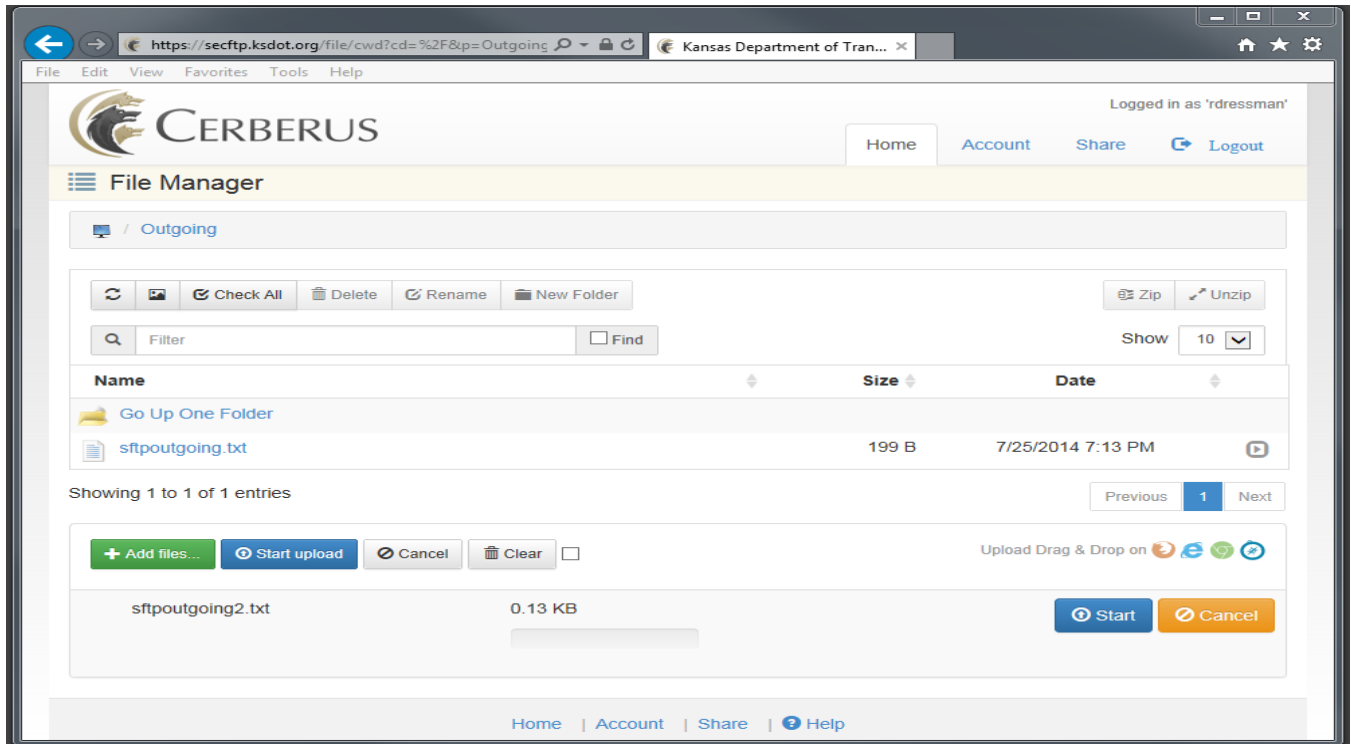 https://secftp.ksdot.org/file/cwd?cd=%2F&p=Outgoing
Kansas Department of Tran...
File Edit View Favorites Tools Help
CERBERUS
Logged in as 'rdressman'
Home Account Share Logout
File Manager
/ Outgoing
Check All Delete Rename New Folder Zip Unzip
Filter Find Show 10
Name Size Date
Go Up One Folder
sftpoutgoing.txt 199 B 7/25/2014 7:13 PM
Showing 1 to 1 of 1 entries Previous 1 Next
+ Add files... Start upload Cancel Clear Upload Drag & Drop on
sftpoutgoing2.txt 0.13 KB Start Cancel
Home | Account | Share | Help